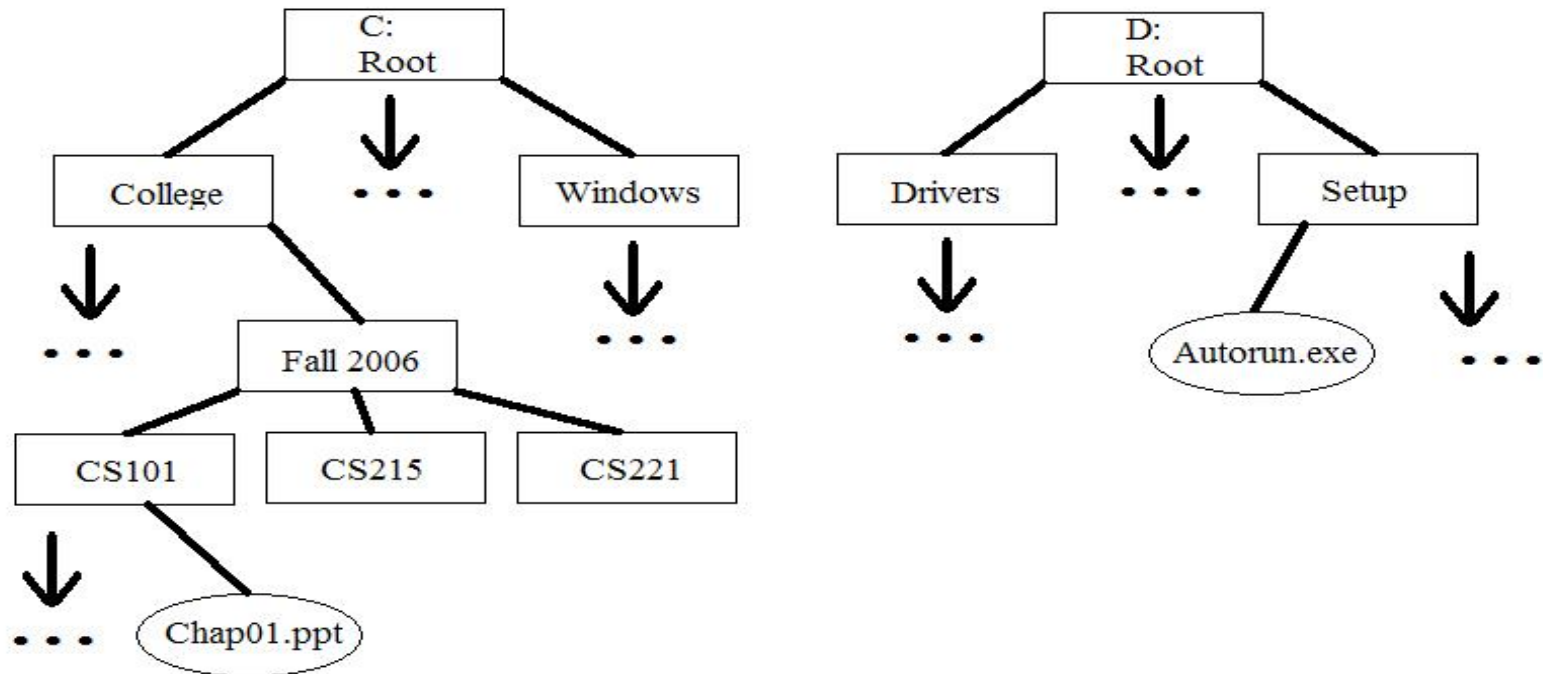 C:
Root
D:
Root
College
. . .
Windows
Drivers
. . .
Setup
. . .
Fall 2006
. . .
. . .
Autorun.exe
. . .
CS101
CS215
CS221
. . .
Chap01.ppt